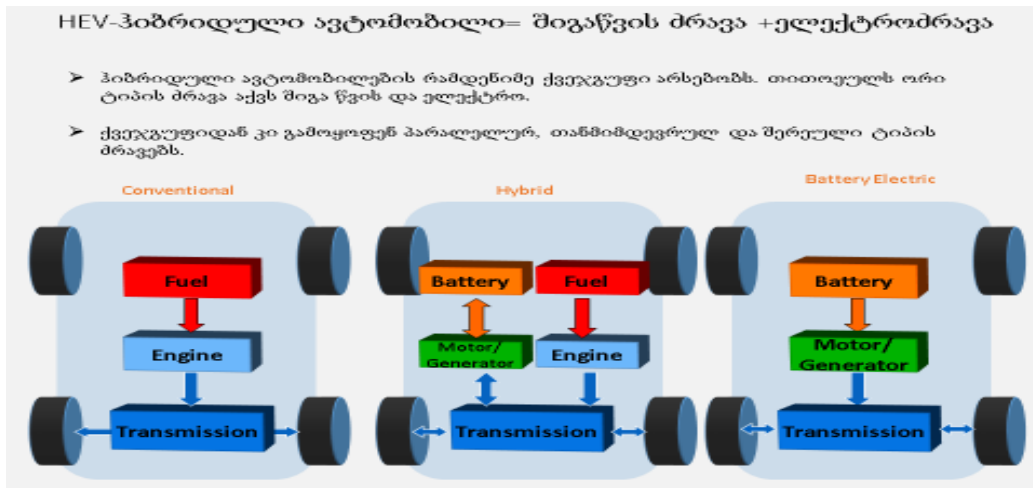 HEV-ჰიბრიდული ავტომობილი= შიგაწვის ძრავა +ელექტროძრავა
➤ ჰიბრიდული ავტომობილების რამდენიმე ქვეჯგუფი არსებობს. თითოეულს ორი
ტიპის ძრავა აქვს შიგა წვის და ელექტრო.
➤ ქვეჯგუფიდან კი გამოყოფენ პარალელურ, თანმიმდევრულ და შერეული ტიპის
ძრავებს.
Conventional
Fuel
Engine
Transmission
Hybrid
Battery
Fuel
Motor/
Generator
Engine
Transmission
Battery Electric
Battery
Motor/
Generator
Transmission